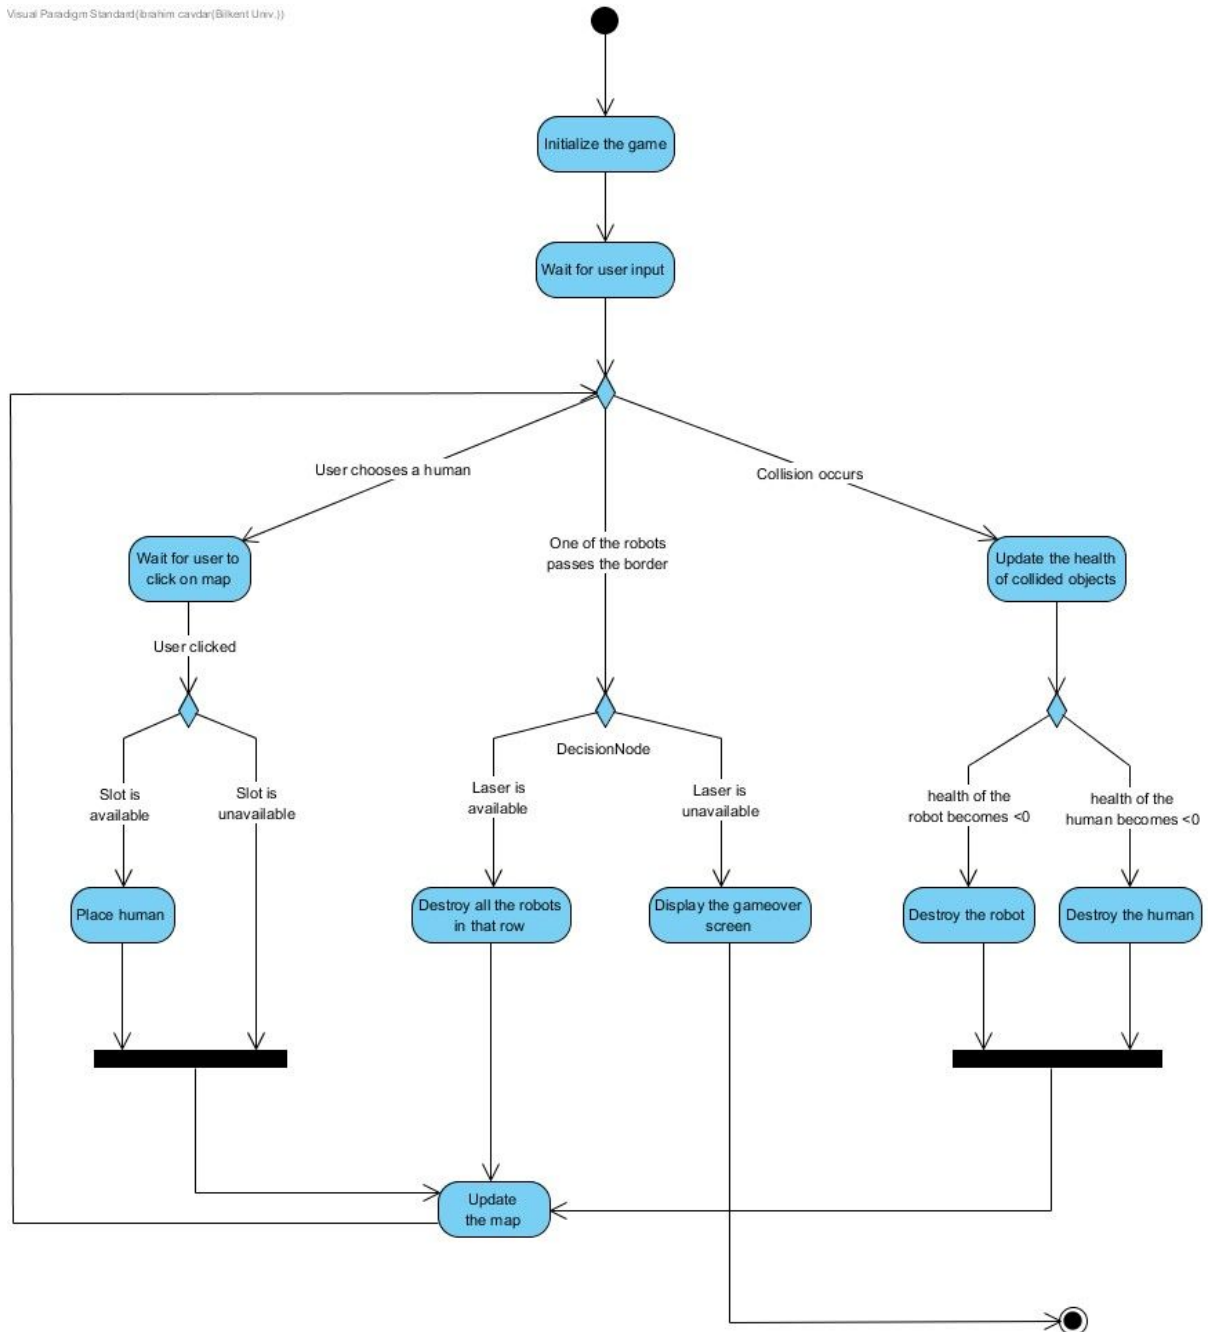 Visual Paradigm Standard(ibrahim cavdar(Bilkent Univ.))
Initialize the game
Wait for user input
User chooses a human
Collision occurs
One of the robots
passes the border
Wait for user to
click on map
Update the health
of collided objects
User clicked
DecisionNode
Slot is
available
Slot is
unavailable
Laser is
available
Laser is
unavailable
health of the
robot becomes <0
health of the
human becomes <0
Place human
Destroy all the robots
in that row
Display the gameover
screen
Destroy the robot
Destroy the human
Update
the map